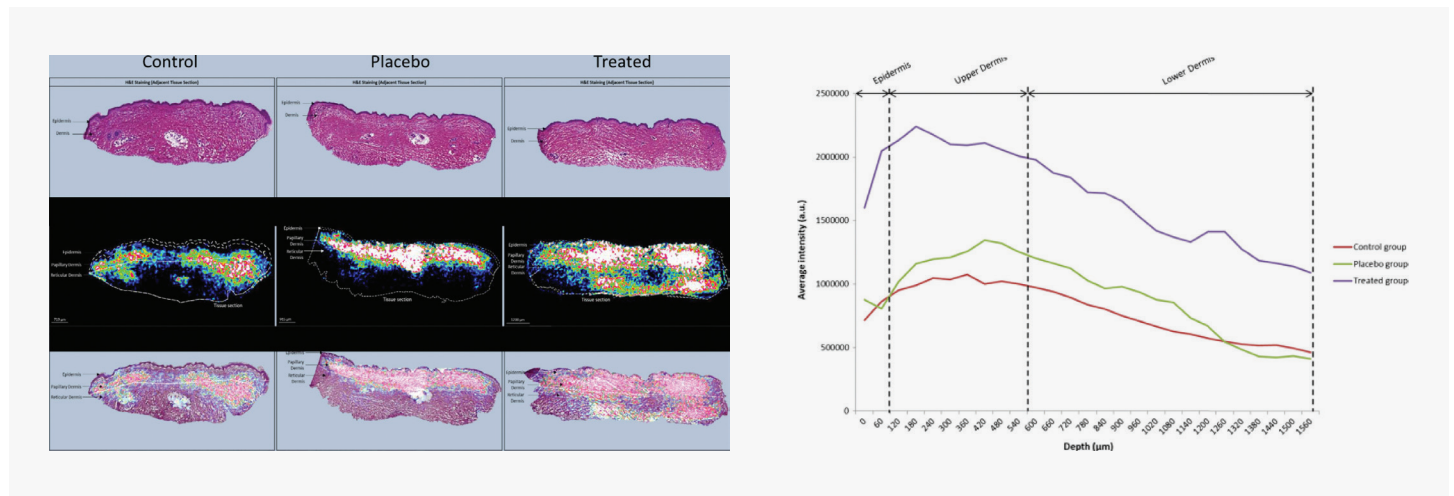 Control
Placebo
Treated
H&E Staining (Adjacent Tissue Section)
H&E Staining (Adjacent Tissue Section)
H&E Staining (Adjacent Tissue Section)
Epidermis
Dermis
Epidermis
Dermis
Epidermis
Dermis
Epidermis
Papillary Dermis
Reticular Dermis
Tissue section
Epidermis
Papillary
Dermis
Reticular
Dermis
Tissue section
Epidermis
Papillary
Dermis
Reticular
Dermis
Tissue section
Epidermis
Papillary Dermis
Reticular Dermis
Epidermis
Papillary
Dermis
Reticular
Dermis
Epidermis
Papillary
Dermis
Reticular
Dermis
Epidermis
Upper Dermis
Lower Dermis
2500000
2000000
1500000
1000000
500000
0
Average intensity (a.u.)
0 60 120 180 240 300 360 420 480 540 600 660 720 780 840 900 960 1020 1080 1140 1200 1260 1320 1380 1440 1500 1560
Depth (µm)
Control group
Placebo group
Treated group